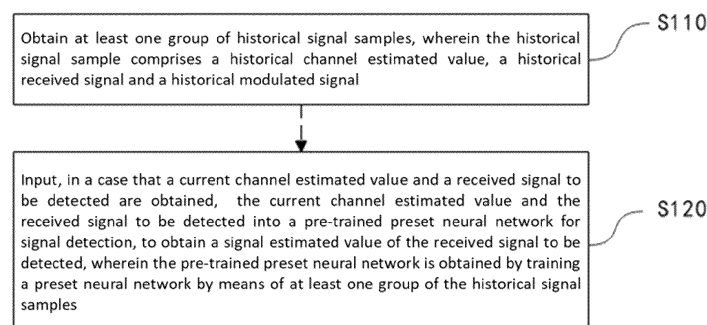 S110
Obtain at least one group of historical signal samples, wherein the historical
signal sample comprises a historical channel estimated value, a historical
received signal and a historical modulated signal
Input, in a case that a current channel estimated value and a received signal to
be detected are obtained, the current channel estimated value and the
received signal to be detected into a pre-trained preset neural network for
signal detection, to obtain a signal estimated value of the received signal to be
detected, wherein the pre-trained preset neural network is obtained by training
a preset neural network by means of at least one group of the historical signal
samples
S120